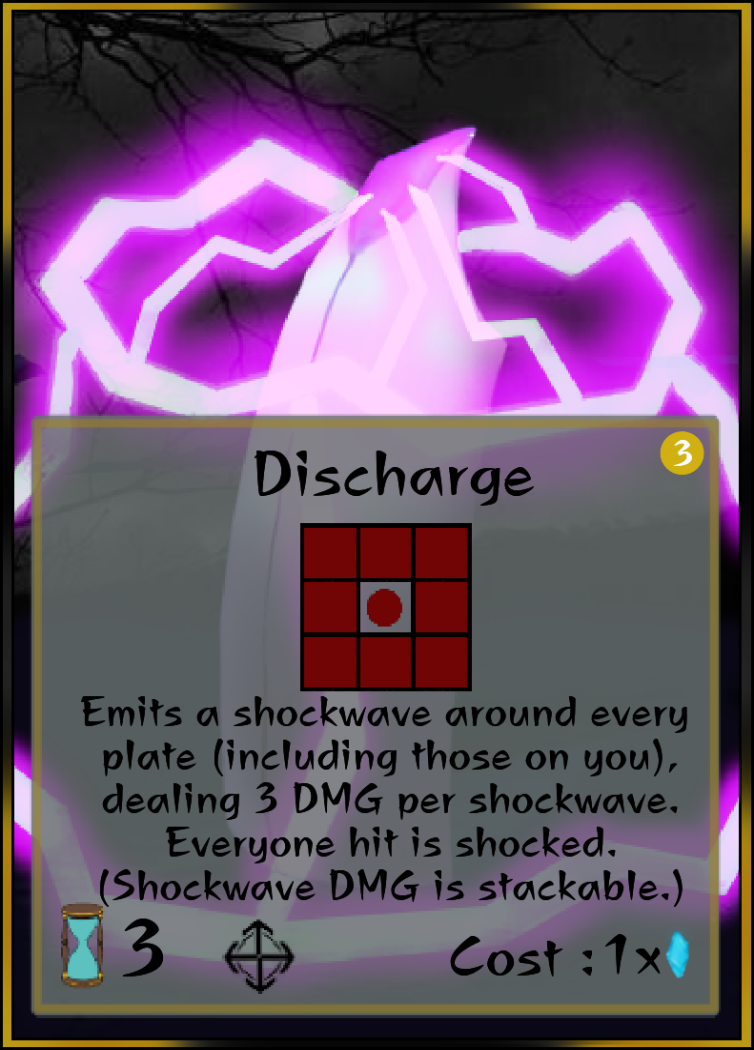 3
Discharge
Emits a shockwave around every
plate (including those on you),
dealing 3 DMG per shockwave.
Everyone hit is shocked.
(Shockwave DMG is stackable.)
3 Cost : 1x